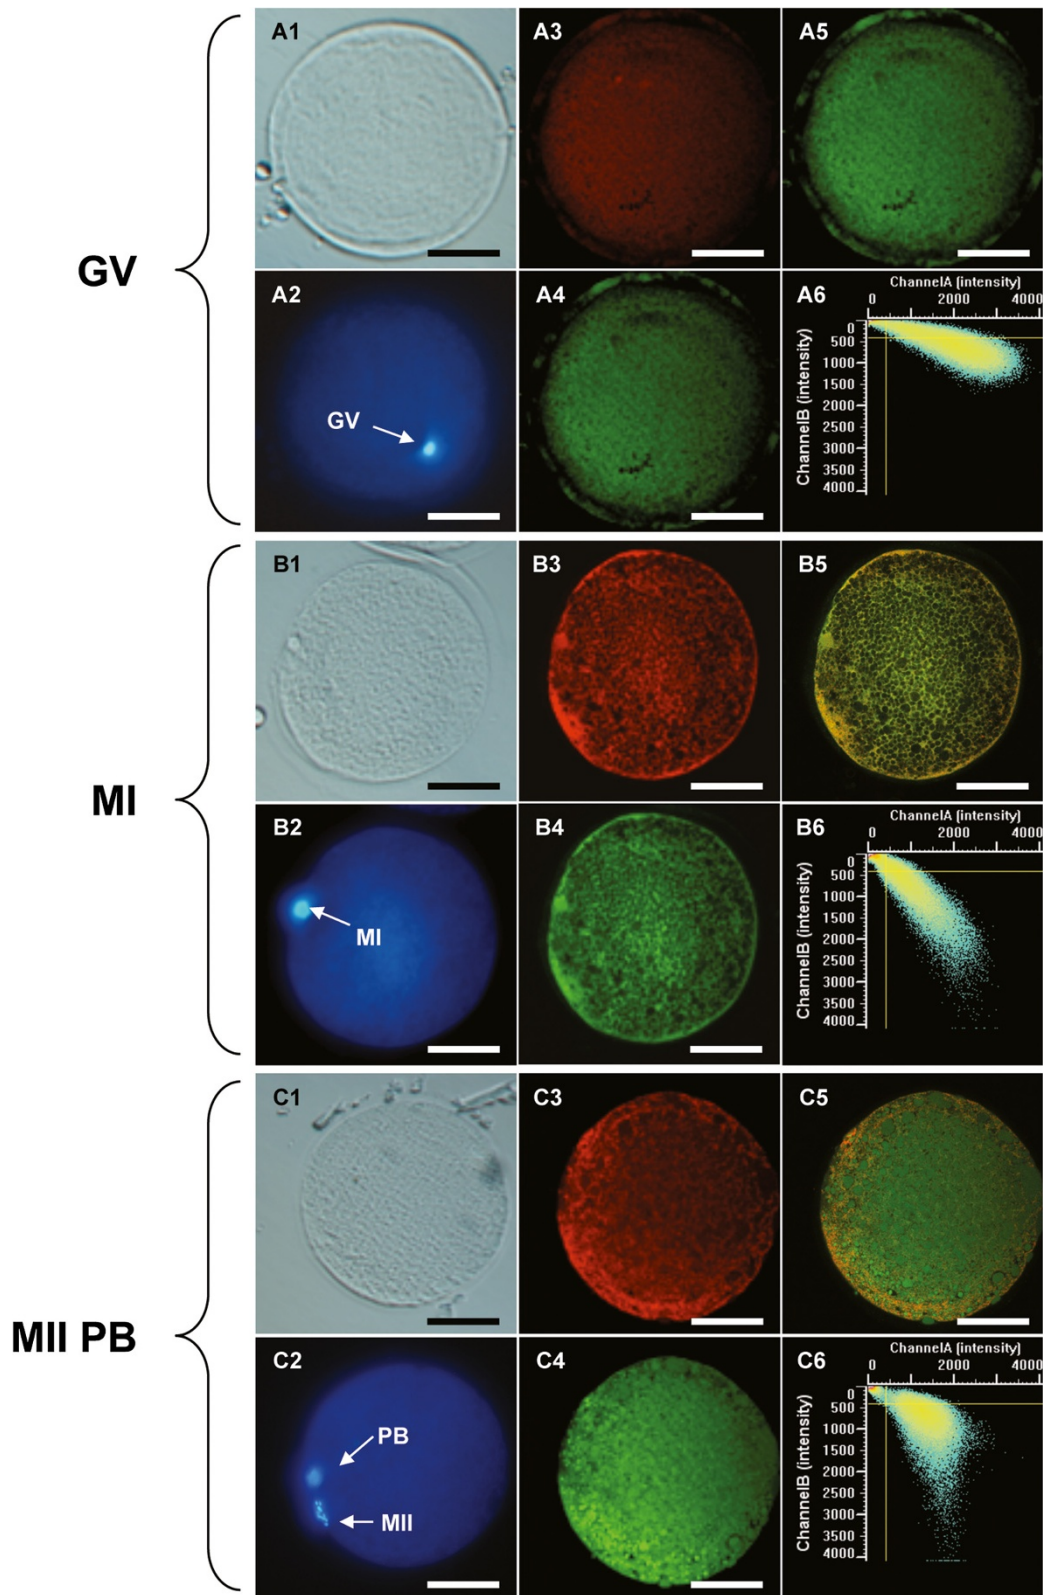 GV
A1
A3
A5
A2
GV
A4
A6
ChannelA (intensity)
0 2000 4000
ChannelB (intensity)
0
500
1000
1500
2000
2500
3000
3500
4000
MI
B1
B3
B5
B2
MI
B4
B6
ChannelA (intensity)
0 2000 4000
ChannelB (intensity)
0
500
1000
1500
2000
2500
3000
3500
4000
MII PB
C1
C3
C5
C2
PB
MII
C4
C6
ChannelA (intensity)
0 2000 4000
ChannelB (intensity)
0
500
1000
1500
2000
2500
3000
3500
4000